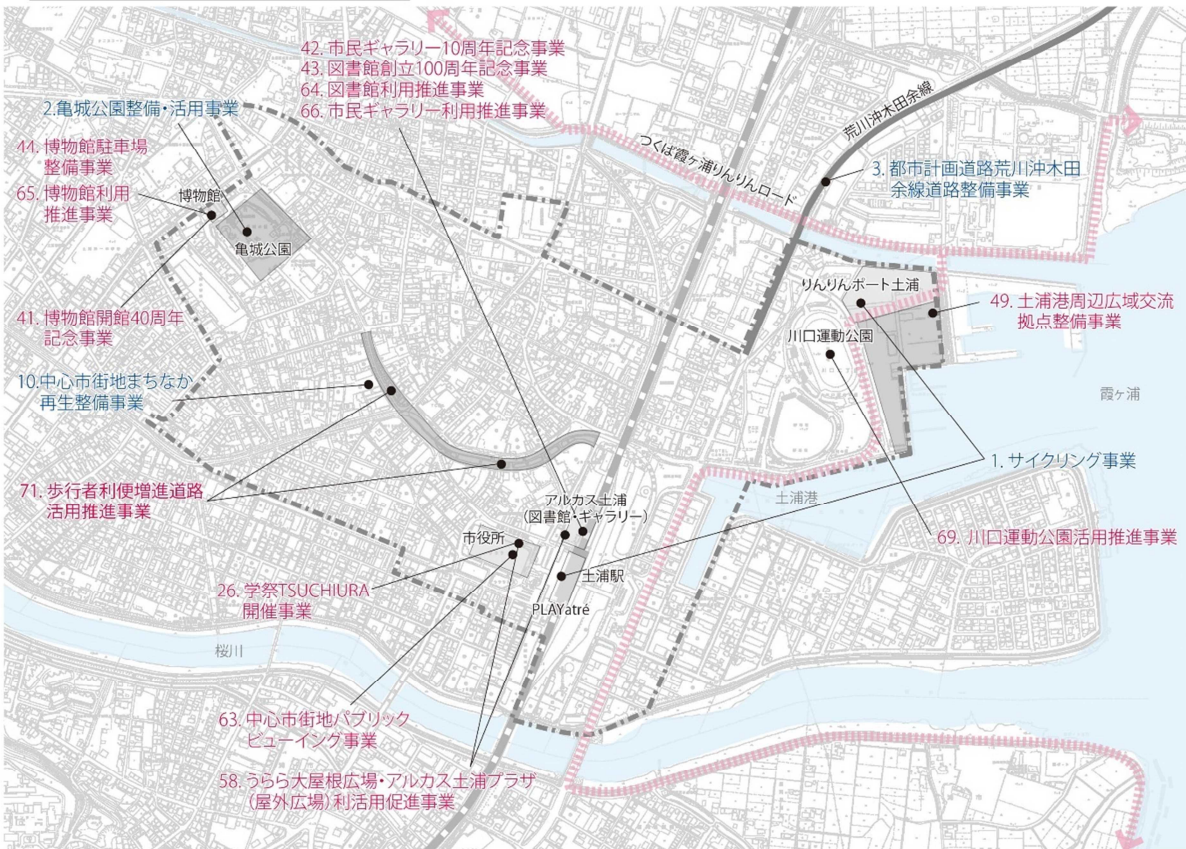 42. 市民ギャラリー10周年記念事業
43. 図書館創立100周年記念事業
64. 図書館利用推進事業
66. 市民ギャラリー利用推進事業
2.亀城公園整備・活用事業
44. 博物館駐車場
整備事業
65. 博物館利用
推進事業
博物館
亀城公園
41. 博物館開館40周年
記念事業
10.中心市街地まちなか
再生整備事業
71. 歩行者利便増進道路
活用推進事業
荒川沖木田余線
つくば霞ヶ浦りんりんロード
3. 都市計画道路荒川沖木田
余線道路整備事業
りんりんポート土浦
川口運動公園
49. 土浦港周辺広域交流
拠点整備事業
霞ヶ浦
1. サイクリング事業
土浦港
69. 川口運動公園活用推進事業
アルカス土浦
（図書館・ギャラリー）
市役所
土浦駅
PLAYatré
26. 学祭TSUCHIURA
開催事業
桜川
63. 中心市街地パブリック
ビューイング事業
58. うらら大屋根広場・アルカス土浦プラザ
（屋外広場）利活用促進事業